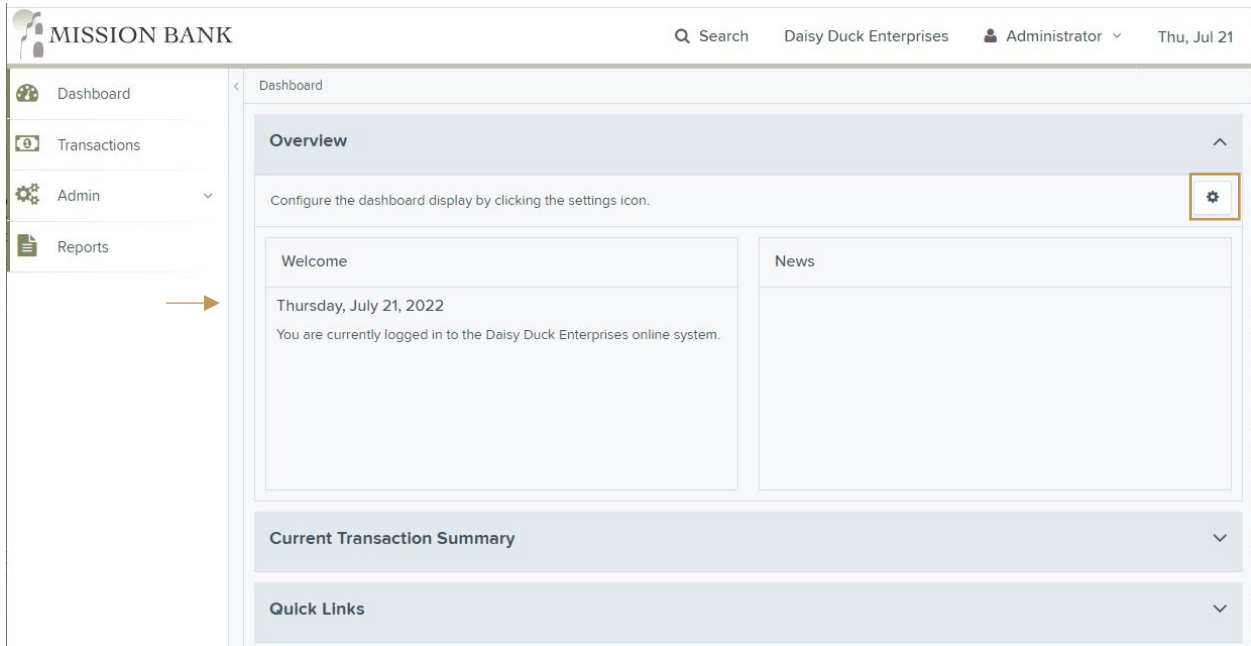 MISSION BANK
Search Daisy Duck Enterprises Administrator Thu, Jul 21
Dashboard
Transactions
Admin
Reports
Dashboard
Overview
Configure the dashboard display by clicking the settings icon.
Welcome
Thursday, July 21, 2022
You are currently logged in to the Daisy Duck Enterprises online system.
News
Current Transaction Summary
Quick Links